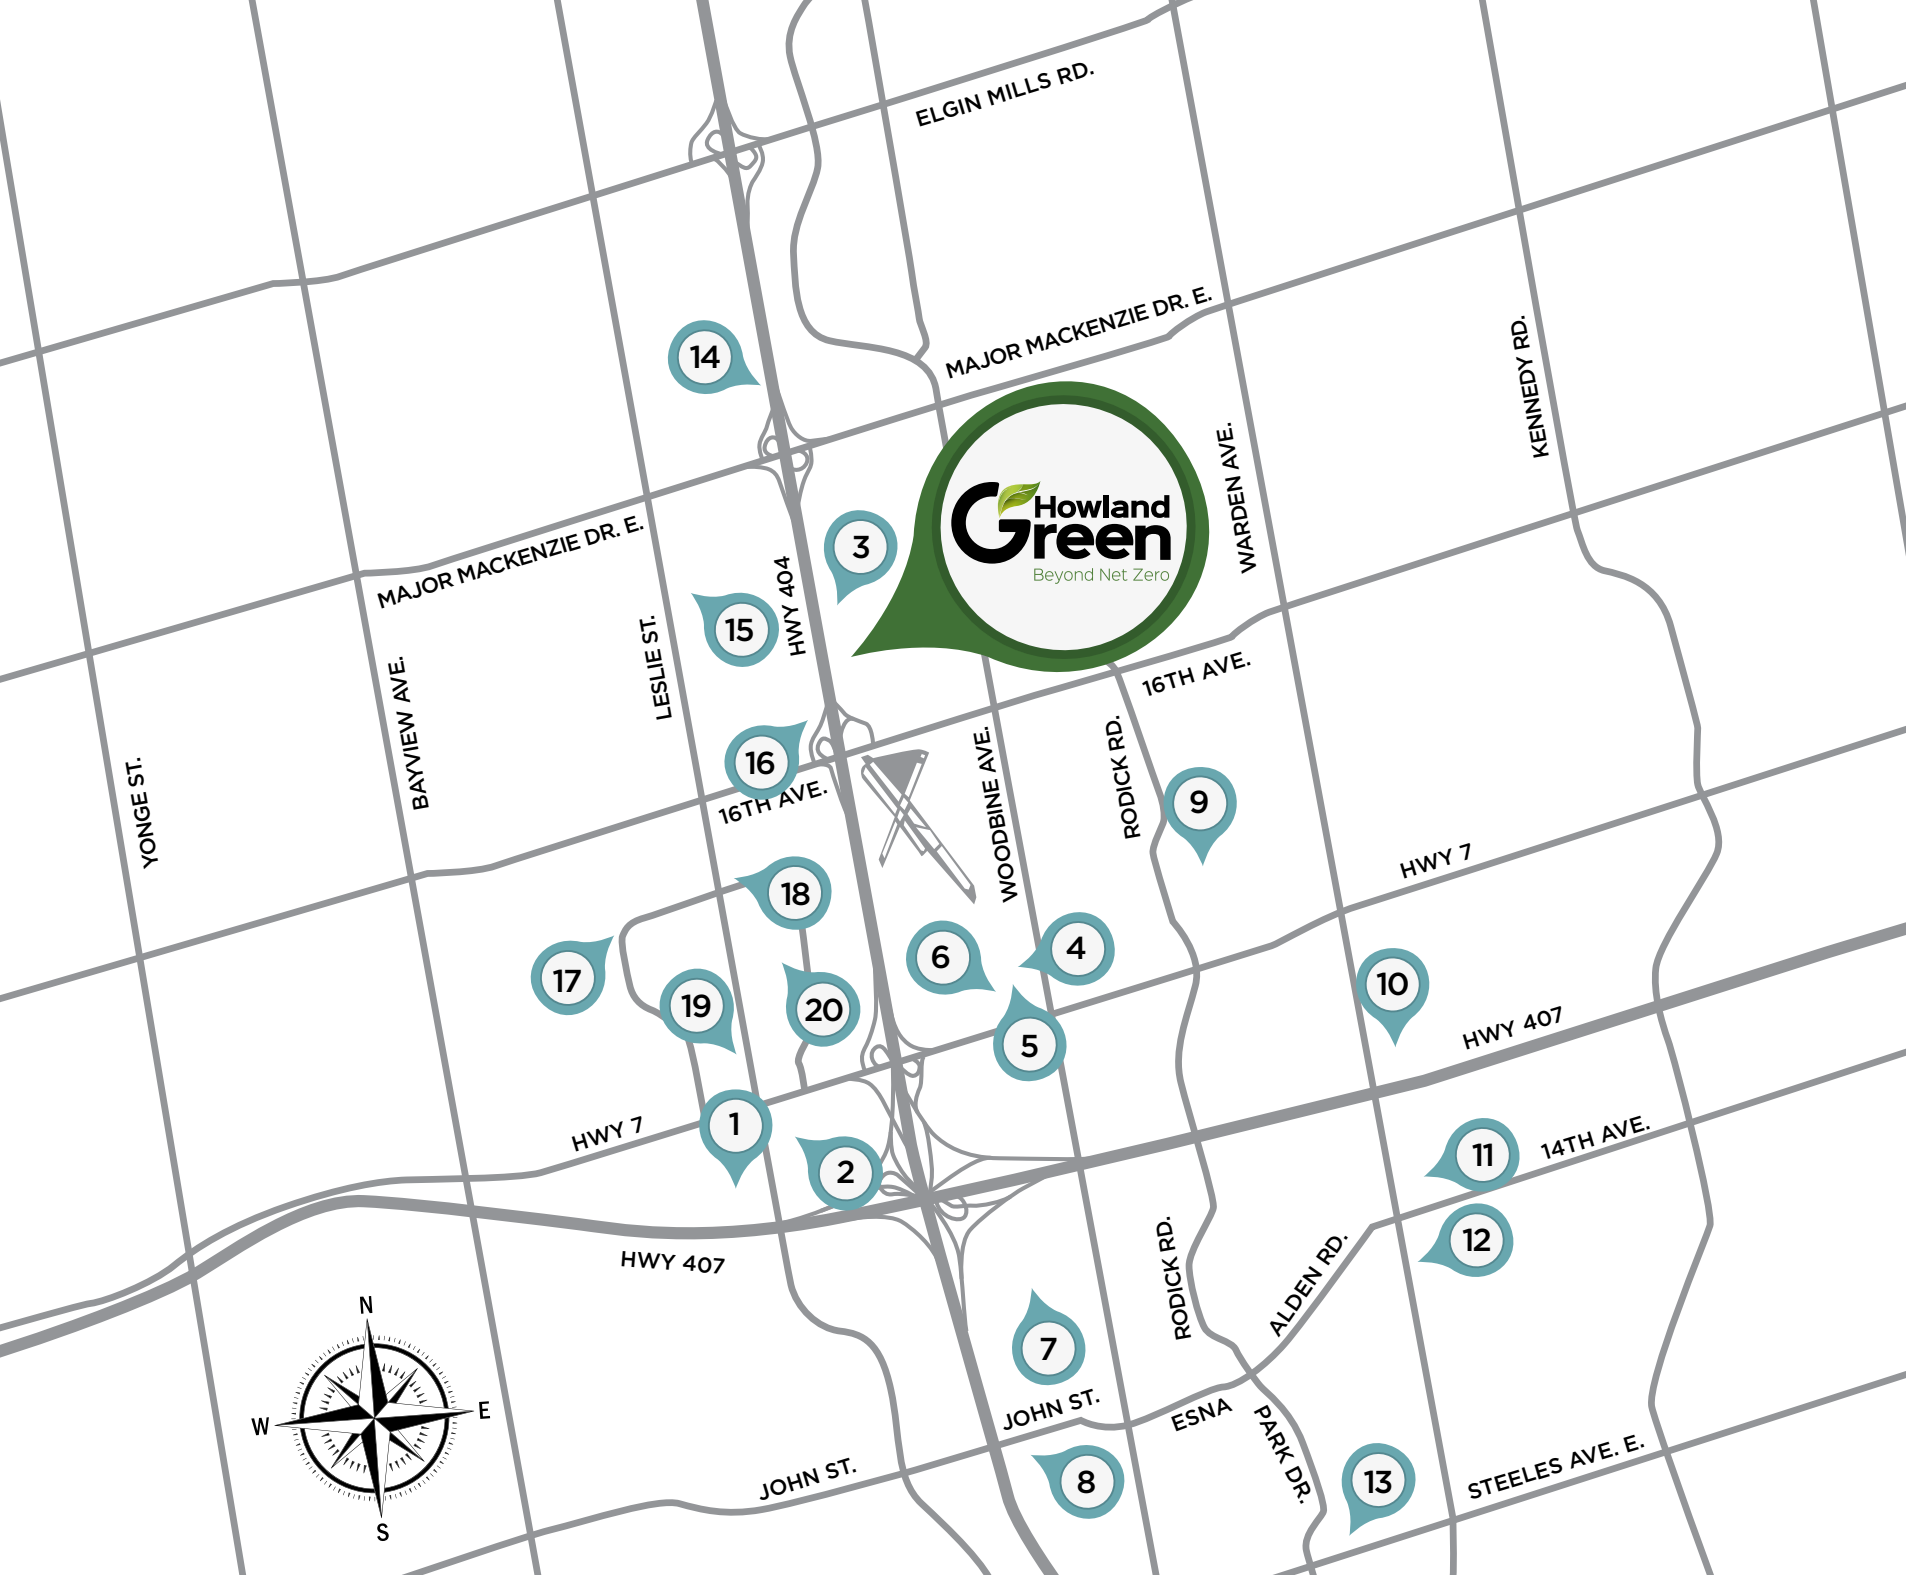 ELGIN MILLS RD.
MAJOR MACKENZIE DR. E.
14
KENNEDY RD.
WARDEN AVE.
Howland
Green
Beyond Net Zero
3
MAJOR MACKENZIE DR. E.
HWY 404
15
LESLIE ST.
16TH AVE.
BAYVIEW AVE.
YONGE ST.
16
16TH AVE.
WOODBINE AVE.
RODICK RD.
9
HWY 7
18
17
19
20
6
4
5
10
HWY 407
HWY 7
1
2
11
14TH AVE.
12
HWY 407
RODICK RD.
ALDEN RD.
7
JOHN ST.
ESNA
PARK DR.
8
13
STEELES AVE. E.
JOHN ST.
N
W
E
S